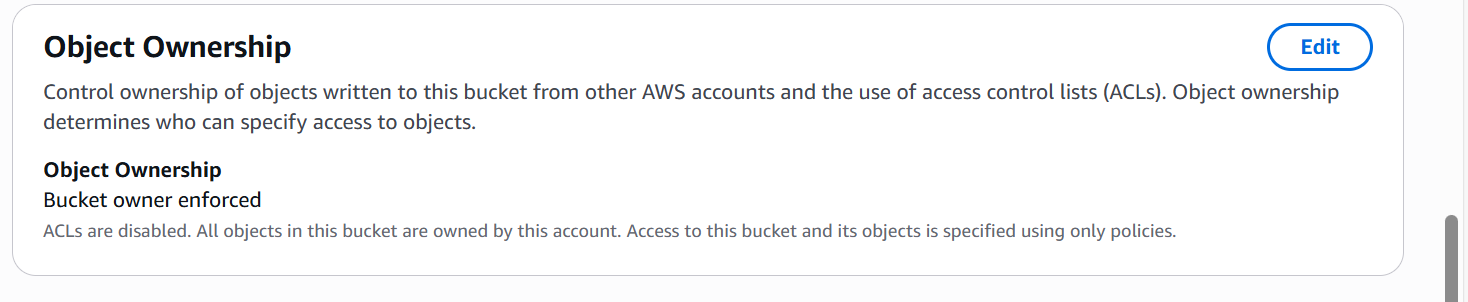 Object Ownership
Edit
Control ownership of objects written to this bucket from other AWS accounts and the use of access control lists (ACLs). Object ownership
determines who can specify access to objects.
Object Ownership
Bucket owner enforced
ACLs are disabled. All objects in this bucket are owned by this account. Access to this bucket and its objects is specified using only policies.